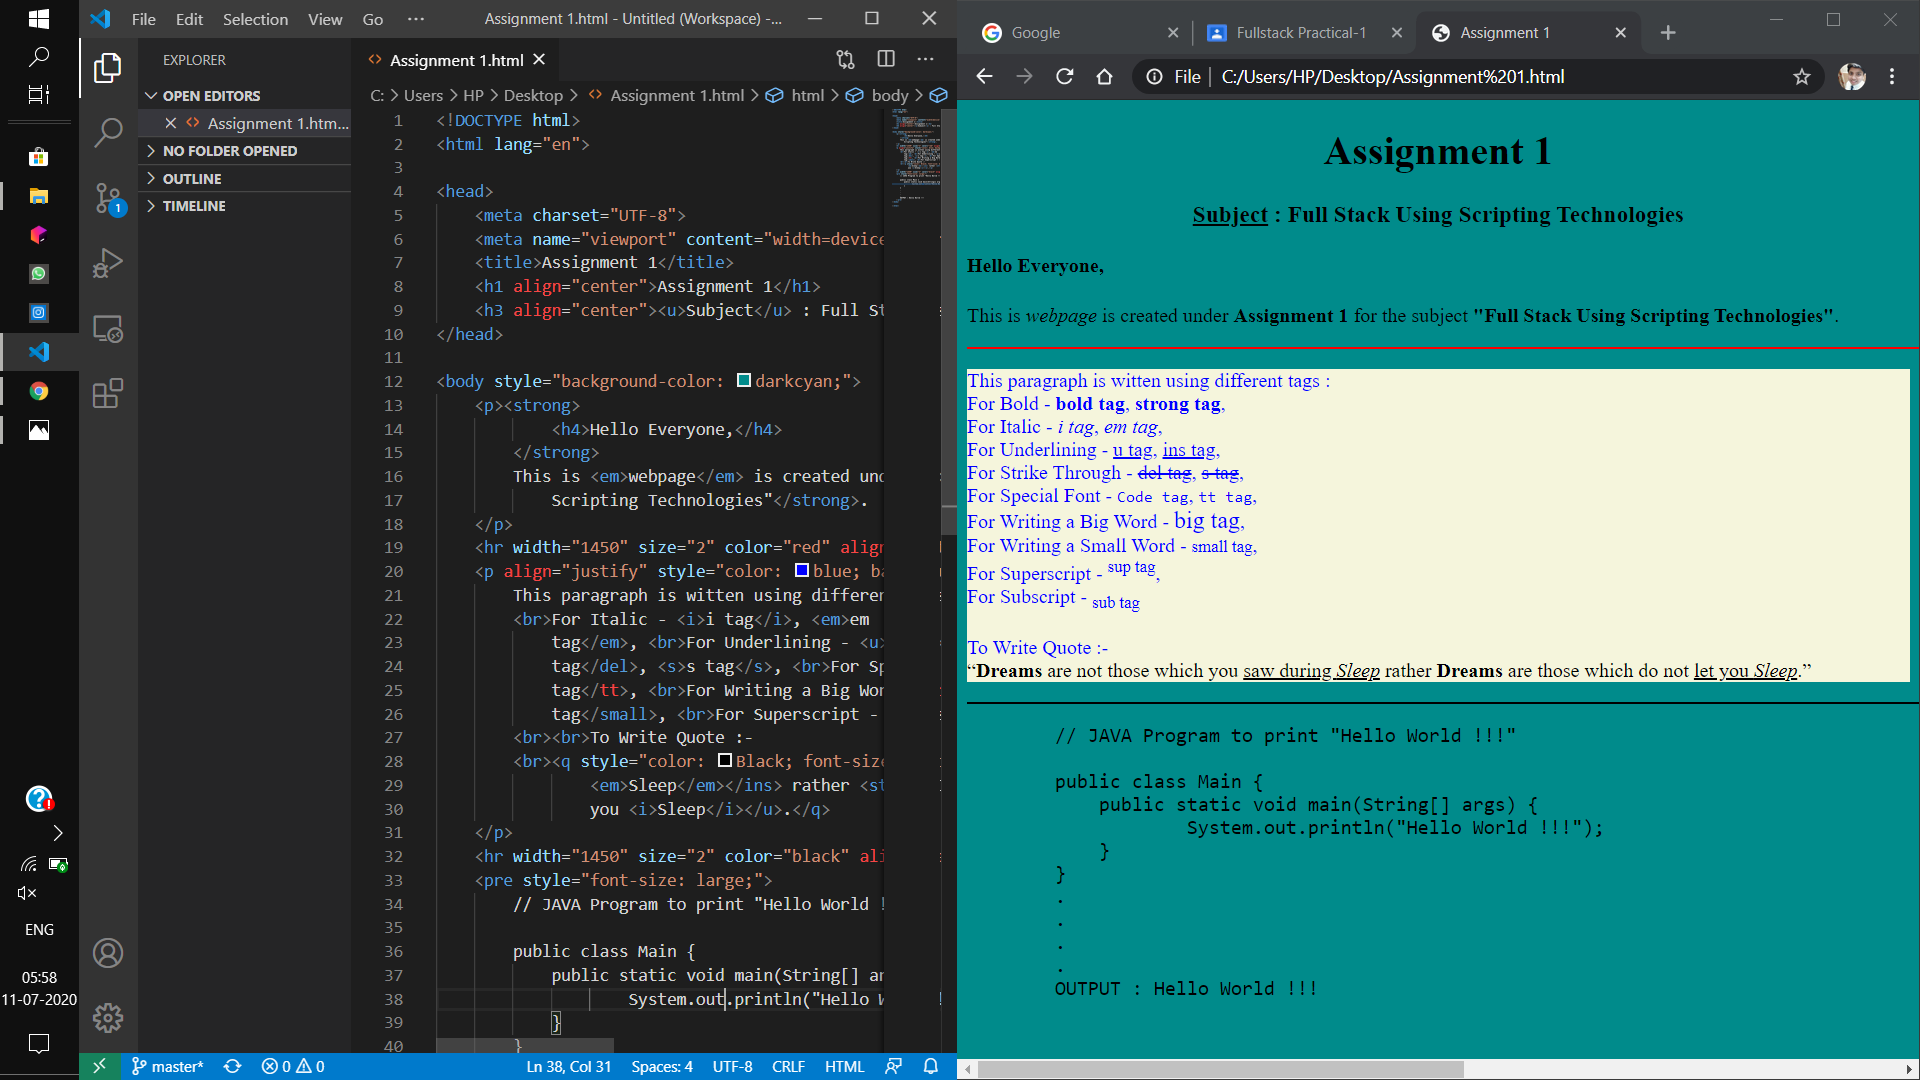 File Edit Selection View Go ··· Assignment 1.html - Untitled (Workspace) -...
EXPLORER
OPEN EDITORS
Assignment 1.htm...
NO FOLDER OPENED
OUTLINE
TIMELINE
1
ENG
05:58
11-07-2020
Assignment 1.html
C: > Users > HP > Desktop > Assignment 1.html > html > body >
1 <!DOCTYPE html>
2 <html lang="en">
3
4 <head>
5 <meta charset="UTF-8">
6 <meta name="viewport" content="width=device
7 <title>Assignment 1</title>
8 <h1 align="center">Assignment 1</h1>
9 <h3 align="center"><u>Subject</u> : Full St
10 </head>
11
12 <body style="background-color: darkcyan;">
13 <p><strong>
14 <h4>Hello Everyone,</h4>
15 </strong>
16 This is <em>webpage</em> is created und
17 Scripting Technologies"</strong>.
18 </p>
19 <hr width="1450" size="2" color="red" align
20 <p align="justify" style="color: blue; ba
21 This paragraph is witten using differen
22 <br>For Italic - <i>i tag</i>, <em>em
23 tag</em>, <br>For Underlining - <u>
24 tag</del>, <s>s tag</s>, <br>For Sp
25 tag</tt>, <br>For Writing a Big Wor
26 tag</small>, <br>For Superscript -
27 <br><br>To Write Quote :-
28 <br><q style="color: Black; font-size
29 <em>Sleep</em></ins> rather <st
30 you <i>Sleep</i></u>.</q>
31 </p>
32 <hr width="1450" size="2" color="black" ali
33 <pre style="font-size: large;">
34 // JAVA Program to print "Hello World !
35
36 public class Main {
37 public static void main(String[] ar
38 System.out.println("Hello W
39 }
40 }
master* 0 0 Ln 38, Col 31 Spaces: 4 UTF-8 CRLF HTML
Google Fullstack Practical-1 Assignment 1
File | C:/Users/HP/Desktop/Assignment%201.html
Assignment 1
Subject : Full Stack Using Scripting Technologies
Hello Everyone,
This is webpage is created under Assignment 1 for the subject "Full Stack Using Scripting Technologies".
This paragraph is witten using different tags :
For Bold - bold tag, strong tag,
For Italic - i tag, em tag,
For Underlining - u tag, ins tag,
For Strike Through - del tag, s tag,
For Special Font - Code tag, tt tag,
For Writing a Big Word - big tag,
For Writing a Small Word - small tag,
For Superscript - sup tag,
For Subscript - sub tag
To Write Quote :-
“Dreams are not those which you saw during Sleep rather Dreams are those which do not let you Sleep.”
// JAVA Program to print "Hello World !!!"
public class Main {
public static void main(String[] args) {
System.out.println("Hello World !!!");
}
}
.
.
.
.
OUTPUT : Hello World !!!